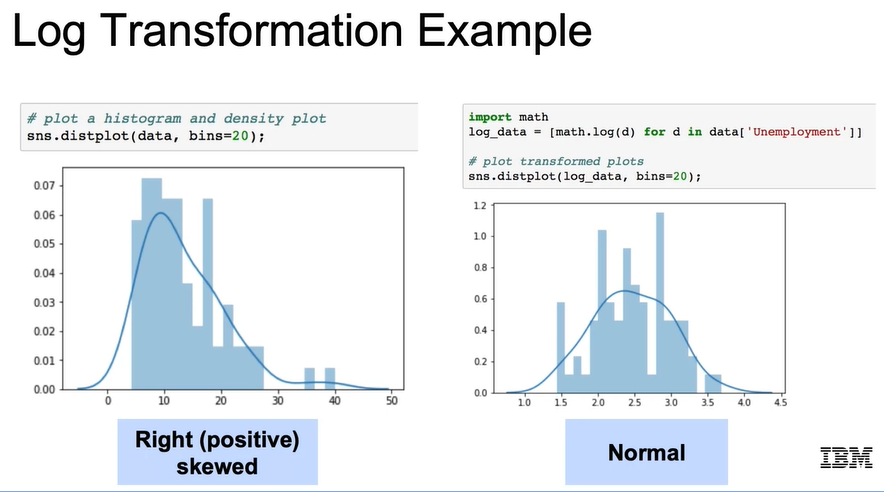 Log Transformation Example
# plot a histogram and density plot
sns.distplot(data, bins=20);
0.07
0.06
0.05
0.04
0.03
0.02
0.01
0.00
0 10 20 30 40 50
Right (positive)
skewed
import math
log_data = [math.log(d) for d in data['Unemployment']]
# plot transformed plots
sns.distplot(log_data, bins=20);
1.2
1.0
0.8
0.6
0.4
0.2
0.0
1.0 1.5 2.0 2.5 3.0 3.5 4.0 4.5
Normal
IBM